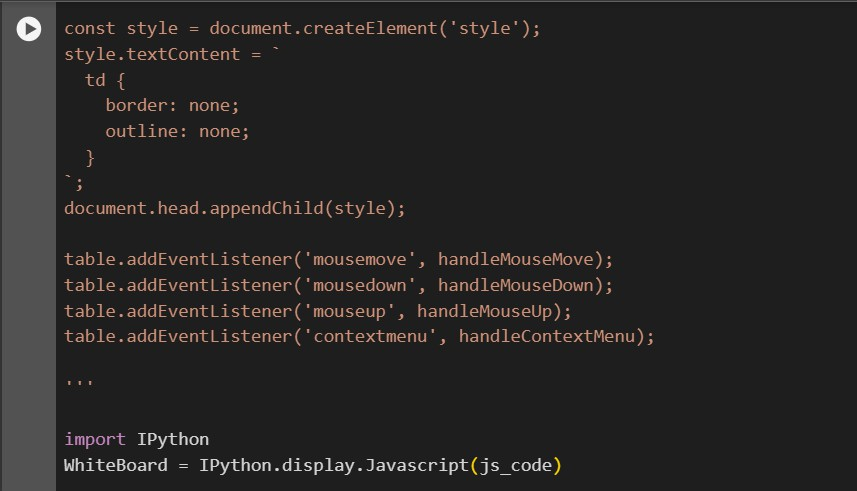 const style = document.createElement('style');
style.textContent = `
  td {
    border: none;
    outline: none;
  }
`;
document.head.appendChild(style);

table.addEventListener('mousemove', handleMouseMove);
table.addEventListener('mousedown', handleMouseDown);
table.addEventListener('mouseup', handleMouseUp);
table.addEventListener('contextmenu', handleContextMenu);

'''

import IPython
WhiteBoard = IPython.display.Javascript(js_code)